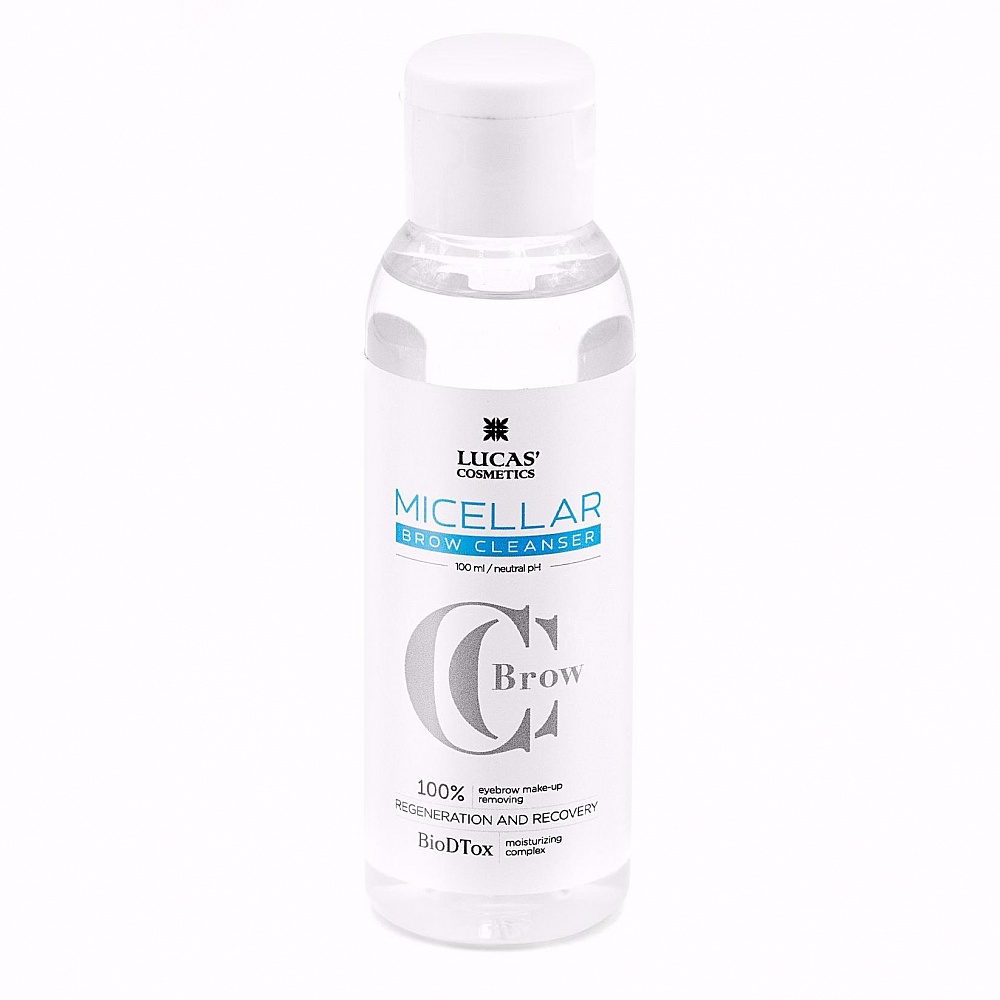 LUCAS'
COSMETICS
MICELLAR
BROW CLEANSER
100 ml / neutral pH
CC
Brow
100% eyebrow make-up
removing
REGENERATION AND RECOVERY
BioDTox moisturizing
complex